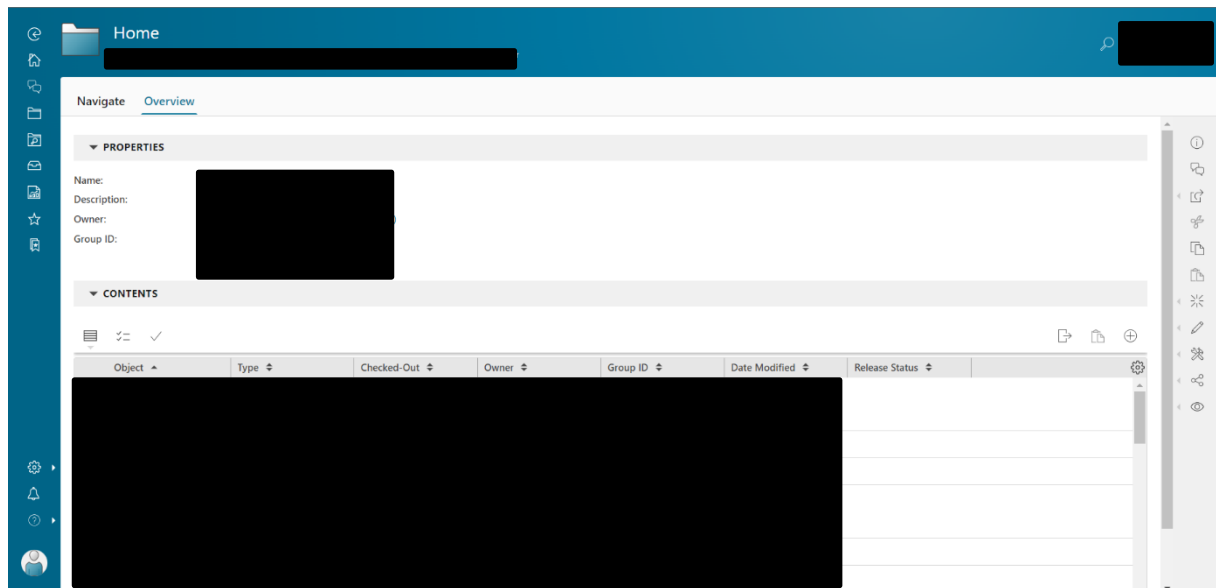 Home
Navigate Overview
PROPERTIES
Name:
Description:
Owner:
Group ID:
CONTENTS
Object Type Checked-Out Owner Group ID Date Modified Release Status